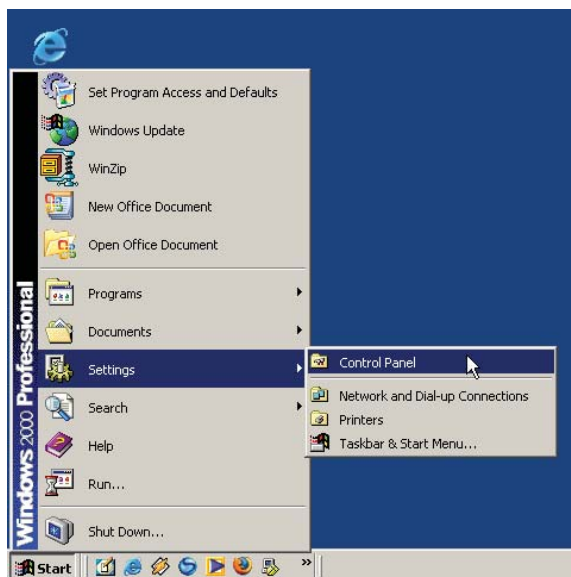 Set Program Access and Defaults
Windows Update
WinZip
New Office Document
Open Office Document
Programs
Documents
Settings
Search
Help
Run...
Shut Down...
Control Panel
Network and Dial-up Connections
Printers
Taskbar & Start Menu...
Windows 2000 Professional
Start
»